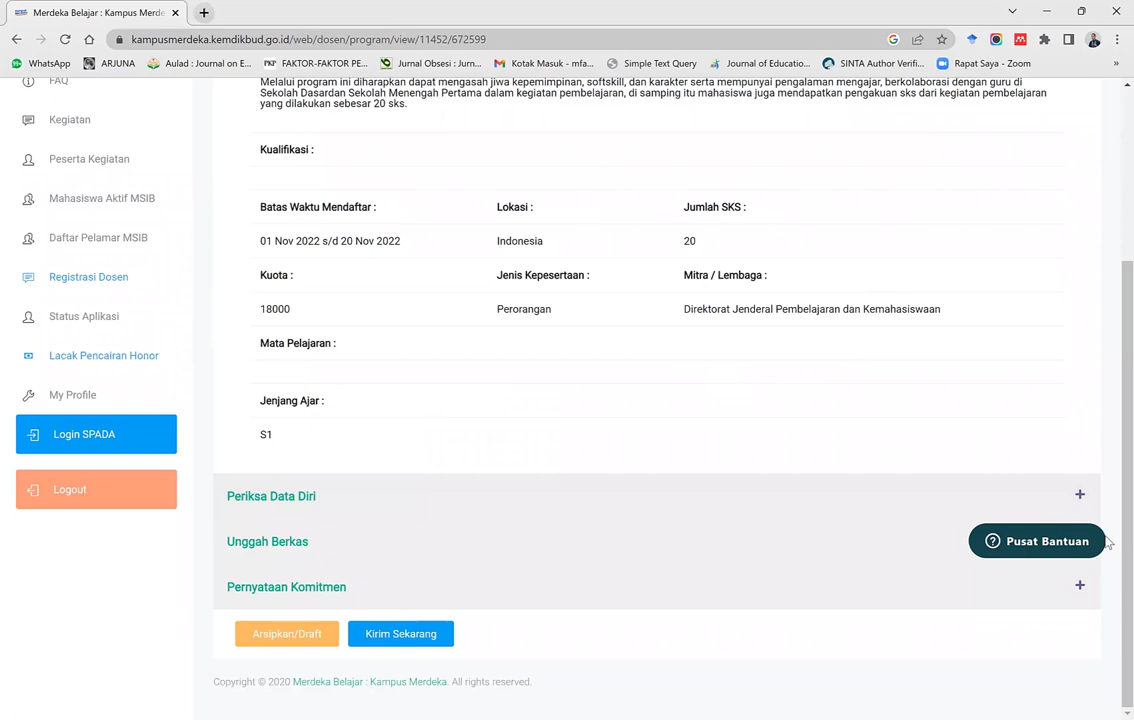 Merdeka Belajar : Kampus Merde
kampusmerdeka.kemdikbud.go.id/web/dosen/program/view/11452/672599
WhatsApp ARJUNA Aulad : Journal on E... FAKTOR-FAKTOR PE... Jurnal Obsesi : Jurn... Kotak Masuk - mfa... Simple Text Query Journal of Educatio... SINTA Author Verifi... Rapat Saya - Zoom »
FAQ
Kegiatan
Peserta Kegiatan
Mahasiswa Aktif MSIB
Daftar Pelamar MSIB
Registrasi Dosen
Status Aplikasi
Lacak Pencairan Honor
My Profile
Login SPADA
Logout
Melalui program ini diharapkan dapat mengasah jiwa kepemimpinan, softskill, dan karakter serta mempunyai pengalaman mengajar, berkolaborasi dengan guru di
Sekolah Dasardan Sekolah Menengah Pertama dalam kegiatan pembelajaran, di samping itu mahasiswa juga mendapatkan pengakuan sks dari kegiatan pembelajaran
yang dilakukan sebesar 20 sks.
Kualifikasi :
Batas Waktu Mendaftar : Lokasi : Jumlah SKS :
01 Nov 2022 s/d 20 Nov 2022 Indonesia 20
Kuota : Jenis Kepesertaan : Mitra / Lembaga :
18000 Perorangan Direktorat Jenderal Pembelajaran dan Kemahasiswaan
Mata Pelajaran :
Jenjang Ajar :
S1
Periksa Data Diri +
Unggah Berkas
Pusat Bantuan
Pernyataan Komitmen +
Arsipkan/Draft Kirim Sekarang
Copyright © 2020 Merdeka Belajar : Kampus Merdeka. All rights reserved.